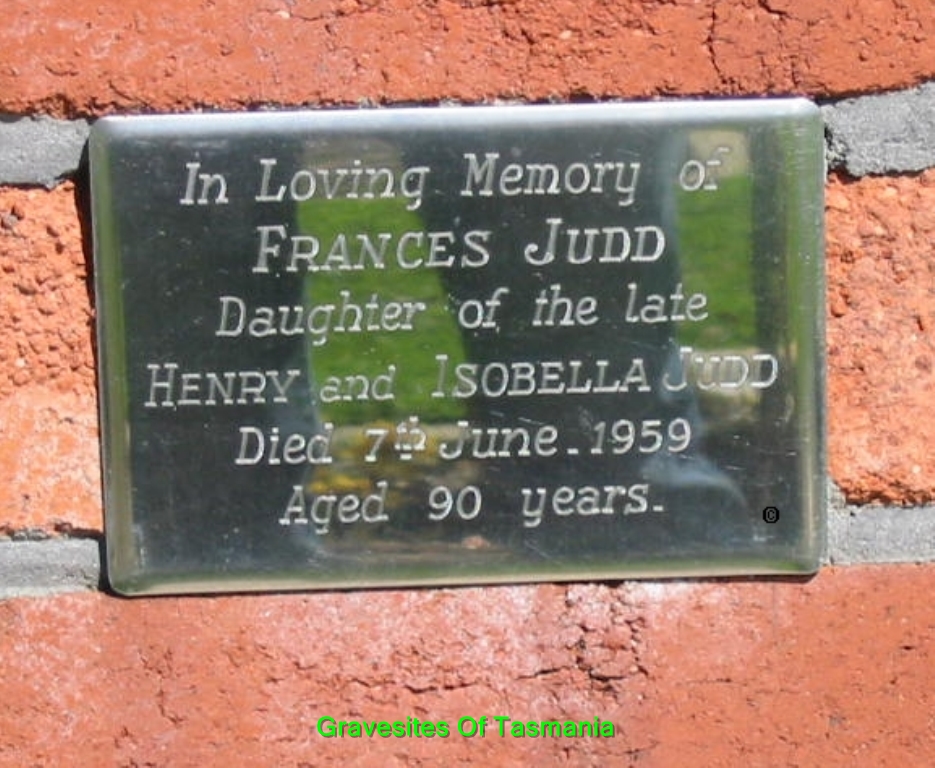 In Loving Memory of
FRANCES JUDD
Daughter of the late
HENRY and ISOBELLA JUDD
Died 7th June. 1959
Aged 90 years.
©
Gravesites Of Tasmania